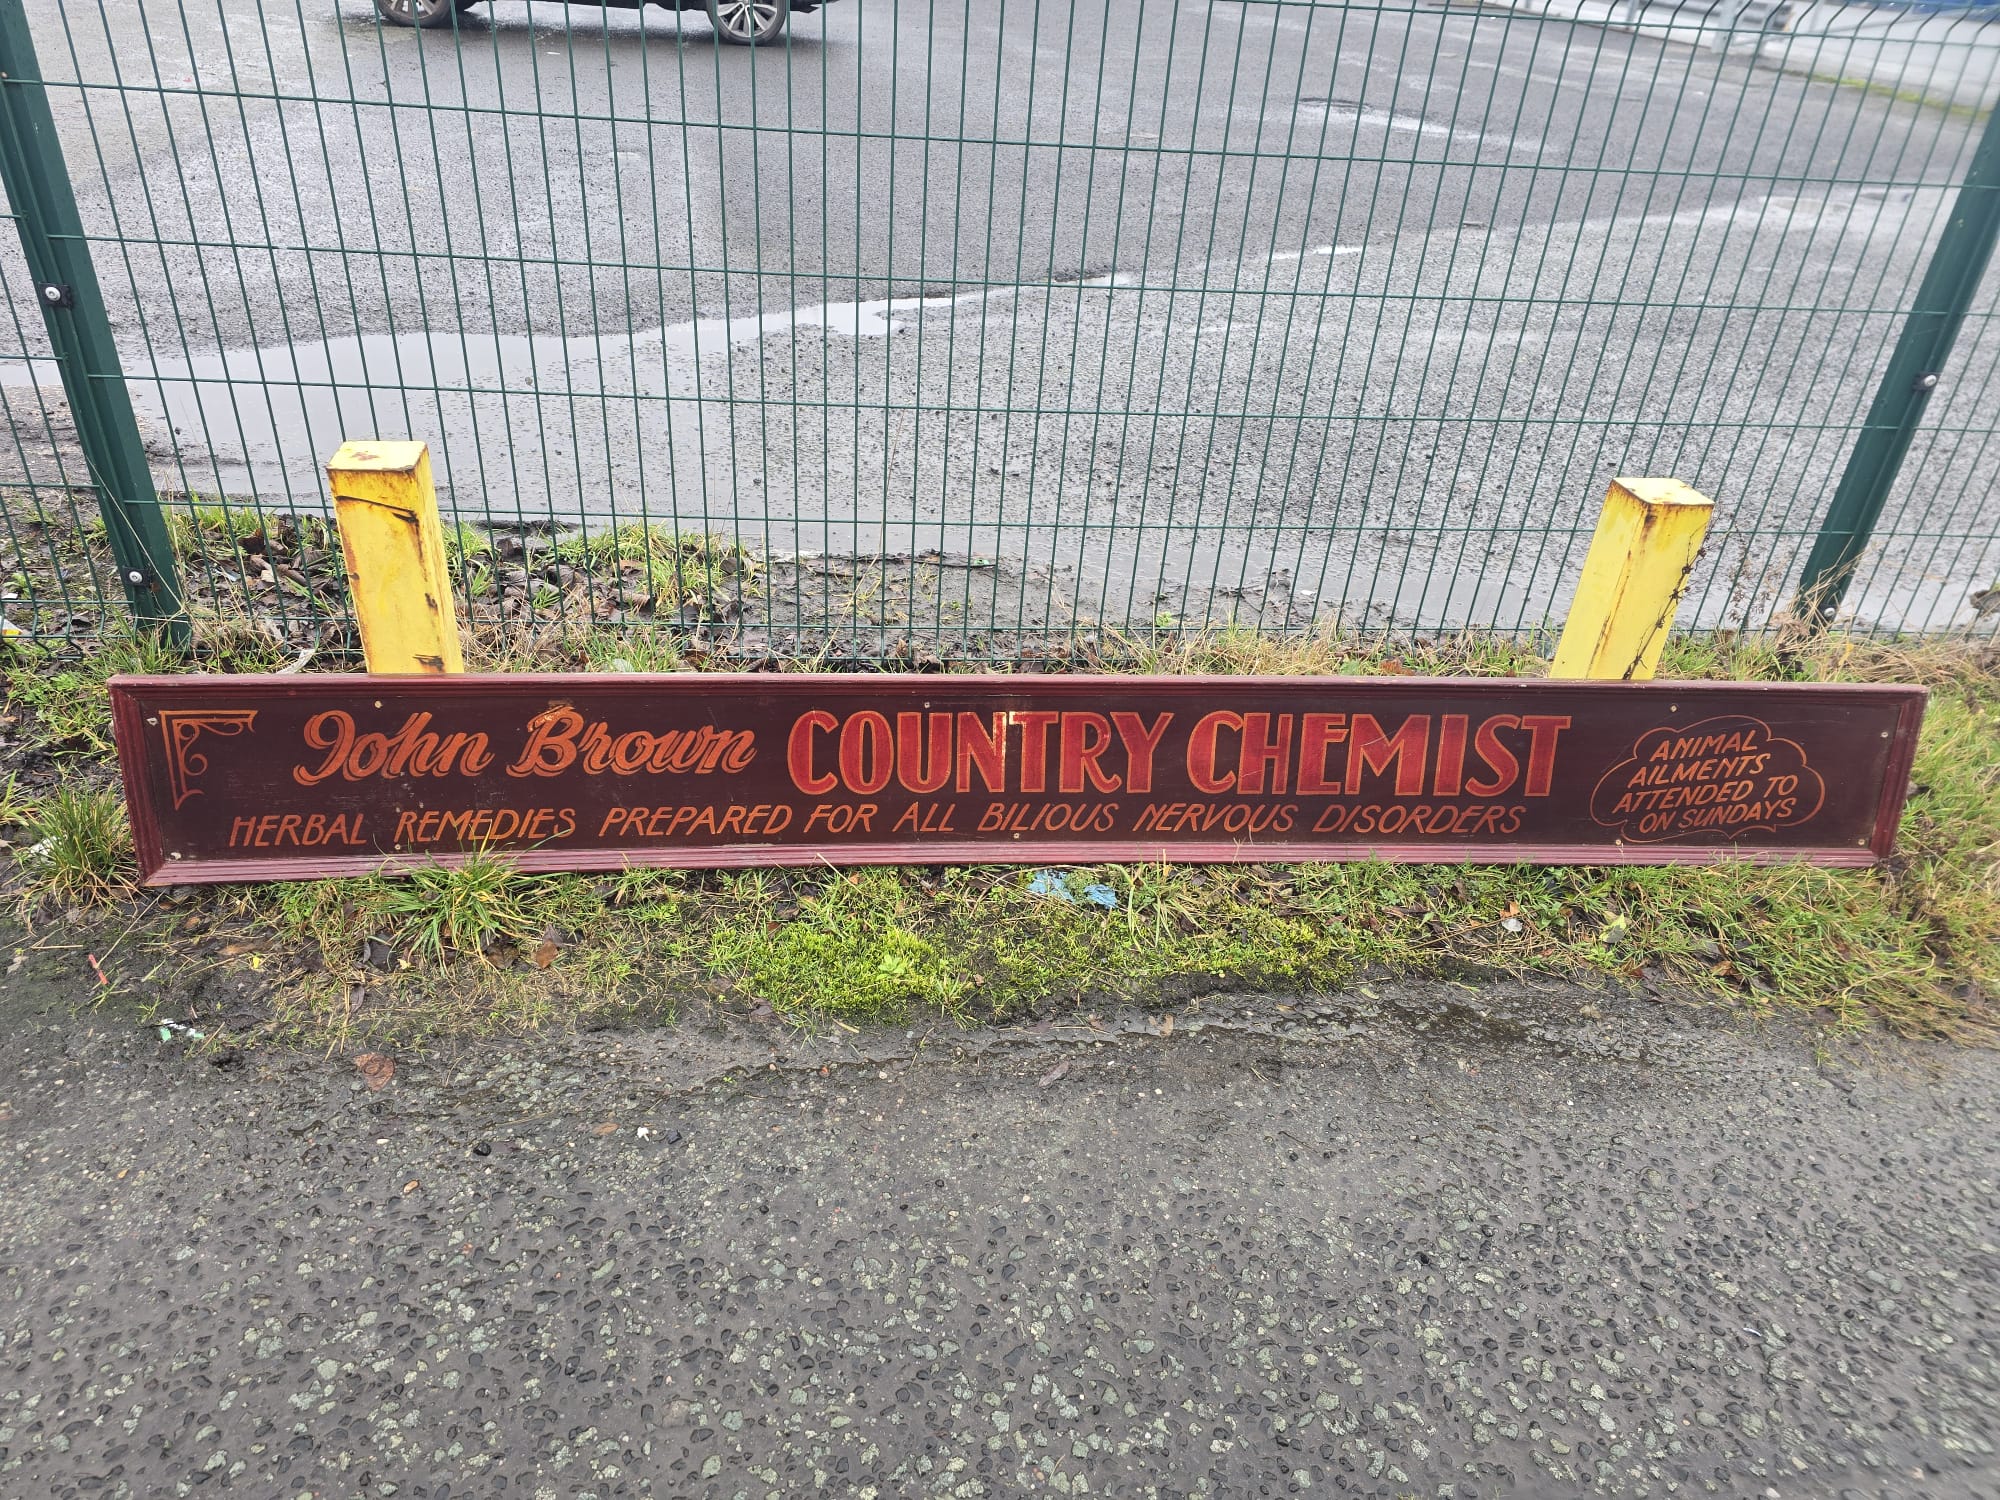 John Brown COUNTRY CHEMIST
HERBAL REMEDIES PREPARED FOR ALL BILIOUS NERVOUS DISORDERS
ANIMAL
AILMENTS
ATTENDED TO
ON SUNDAYS